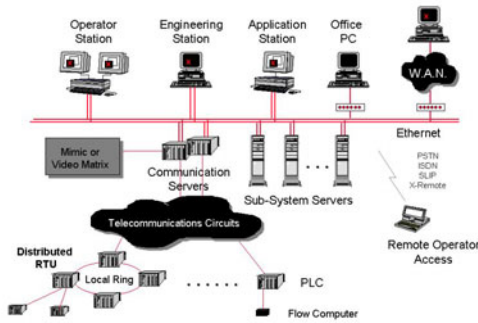 Operator
Station
Engineering
Station
Application
Station
Office
PC
W.A.N.
Ethernet
Mimic or
Video Matrix
Communication
Servers
Sub-System Servers
PSTN
ISDN
SLIP
X-Remote
Telecommunications Circuits
Remote Operator
Access
Distributed
RTU
Local Ring
PLC
Flow Computer